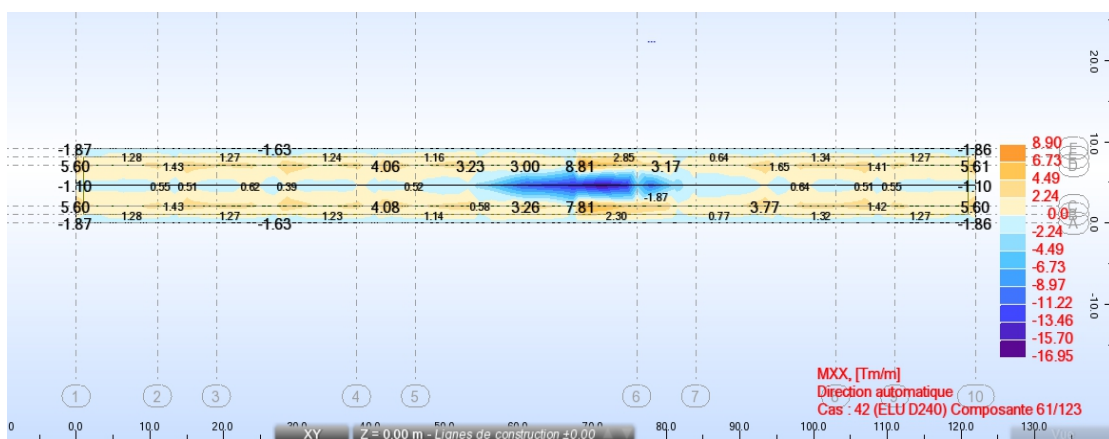 ...
20.0
-1.87 -1.63 -1.86 10.0
1.28 1.27 1.24 1.16 2.85 0.64 1.34 1.27
5.60 1.43 4.06 3.23 3.00 8.81 3.17 1.65 1.41 5.61
-1.10 0.55 0.51 0.62 0.39 0.52 -1.87 0.64 0.51 0.55 -1.10
5.60 1.43 4.08 0.58 3.26 7.81 3.77 1.42 5.60
1.28 1.27 1.23 1.14 2.30 0.77 1.32 1.27
-1.87 -1.63 -1.86 0.0
-10.0
8.90
6.73
4.49
2.24
0.0
-2.24
-4.49
-6.73
-8.97
-11.22
-13.46
-15.70
-16.95
MXX, [Tm/m]
Direction automatique
Cas : 42 (ELU D240) Composante 61/123
1 2 3 4 5 6 7 8 10
0.0 10.0 20.0 50.0 60.0 70.0 80.0 90.0 100.0 110.0 120.0 130.0
XY Z = 0.00 m - Lignes de construction ±0.00